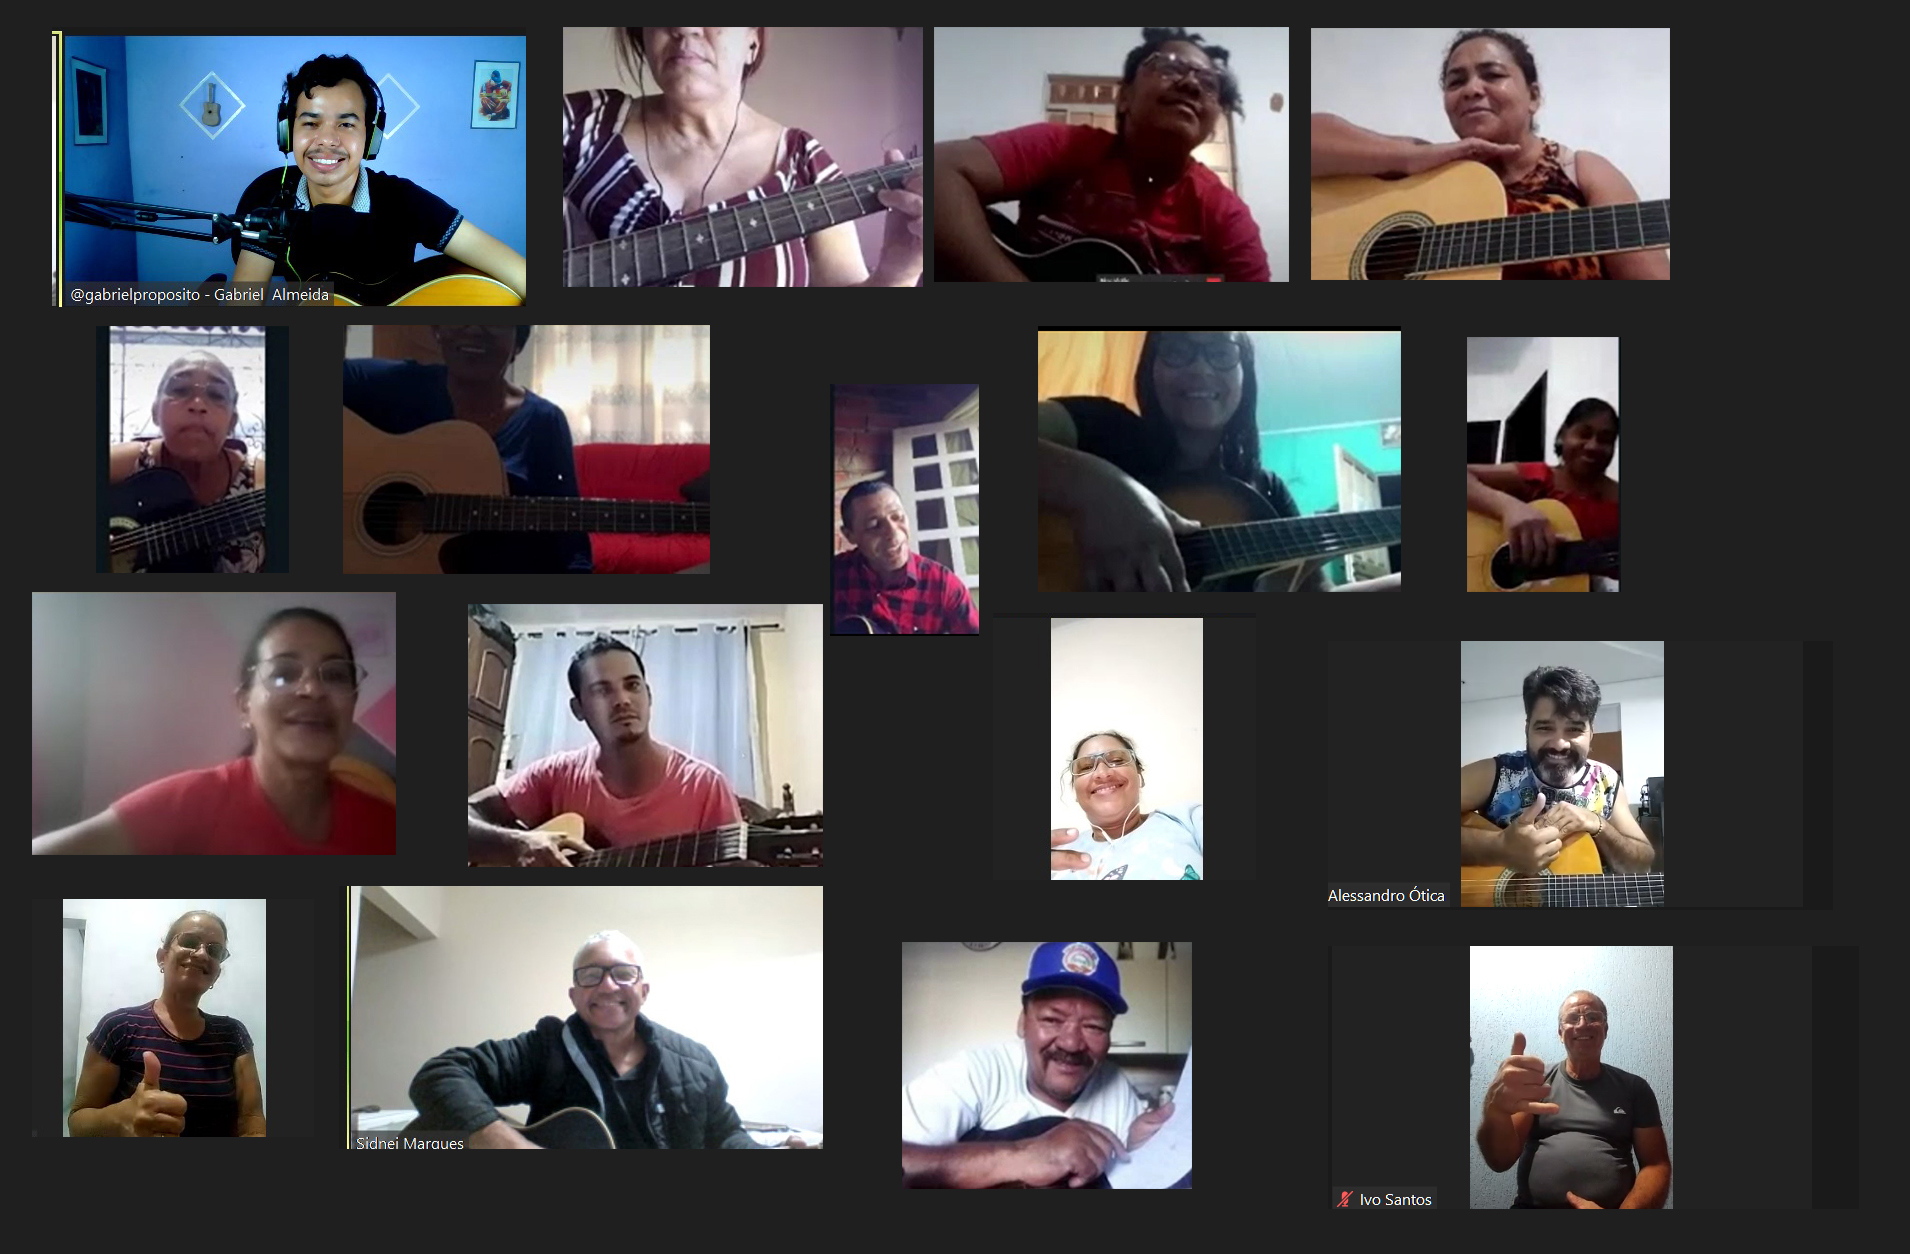 @gabrielproposito - Gabriel Almeida
Alessandro Ótica
Sidnei Marques
Ivo Santos